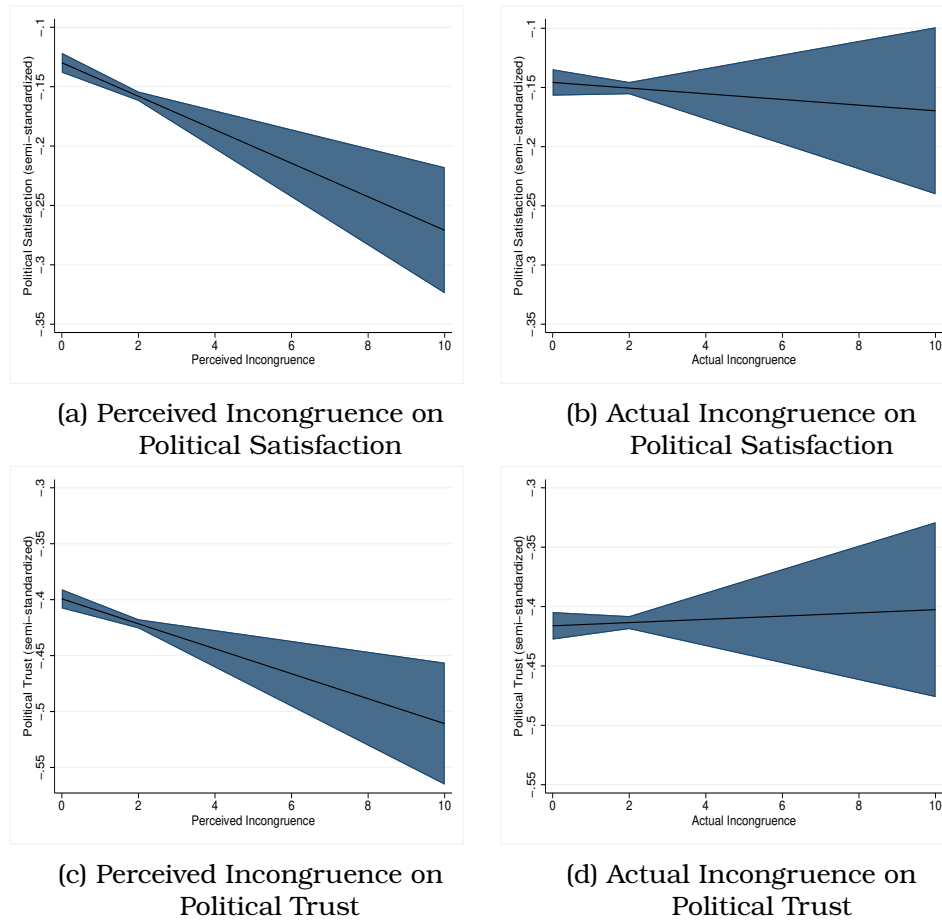 Political Satisfaction (semi-standardized)
-.1
-.15
-.2
-.25
-.3
-.35
0 2 4 6 8 10
Perceived Incongruence
(a) Perceived Incongruence on
Political Satisfaction
Political Satisfaction (semi-standardized)
-.1
-.15
-.2
-.25
-.3
-.35
0 2 4 6 8 10
Actual Incongruence
(b) Actual Incongruence on
Political Satisfaction
Political Trust (semi-standardized)
-.3
-.35
-.4
-.45
-.5
-.55
0 2 4 6 8 10
Perceived Incongruence
(c) Perceived Incongruence on
Political Trust
Political Trust (semi-standardized)
-.3
-.35
-.4
-.45
-.5
-.55
0 2 4 6 8 10
Actual Incongruence
(d) Actual Incongruence on
Political Trust